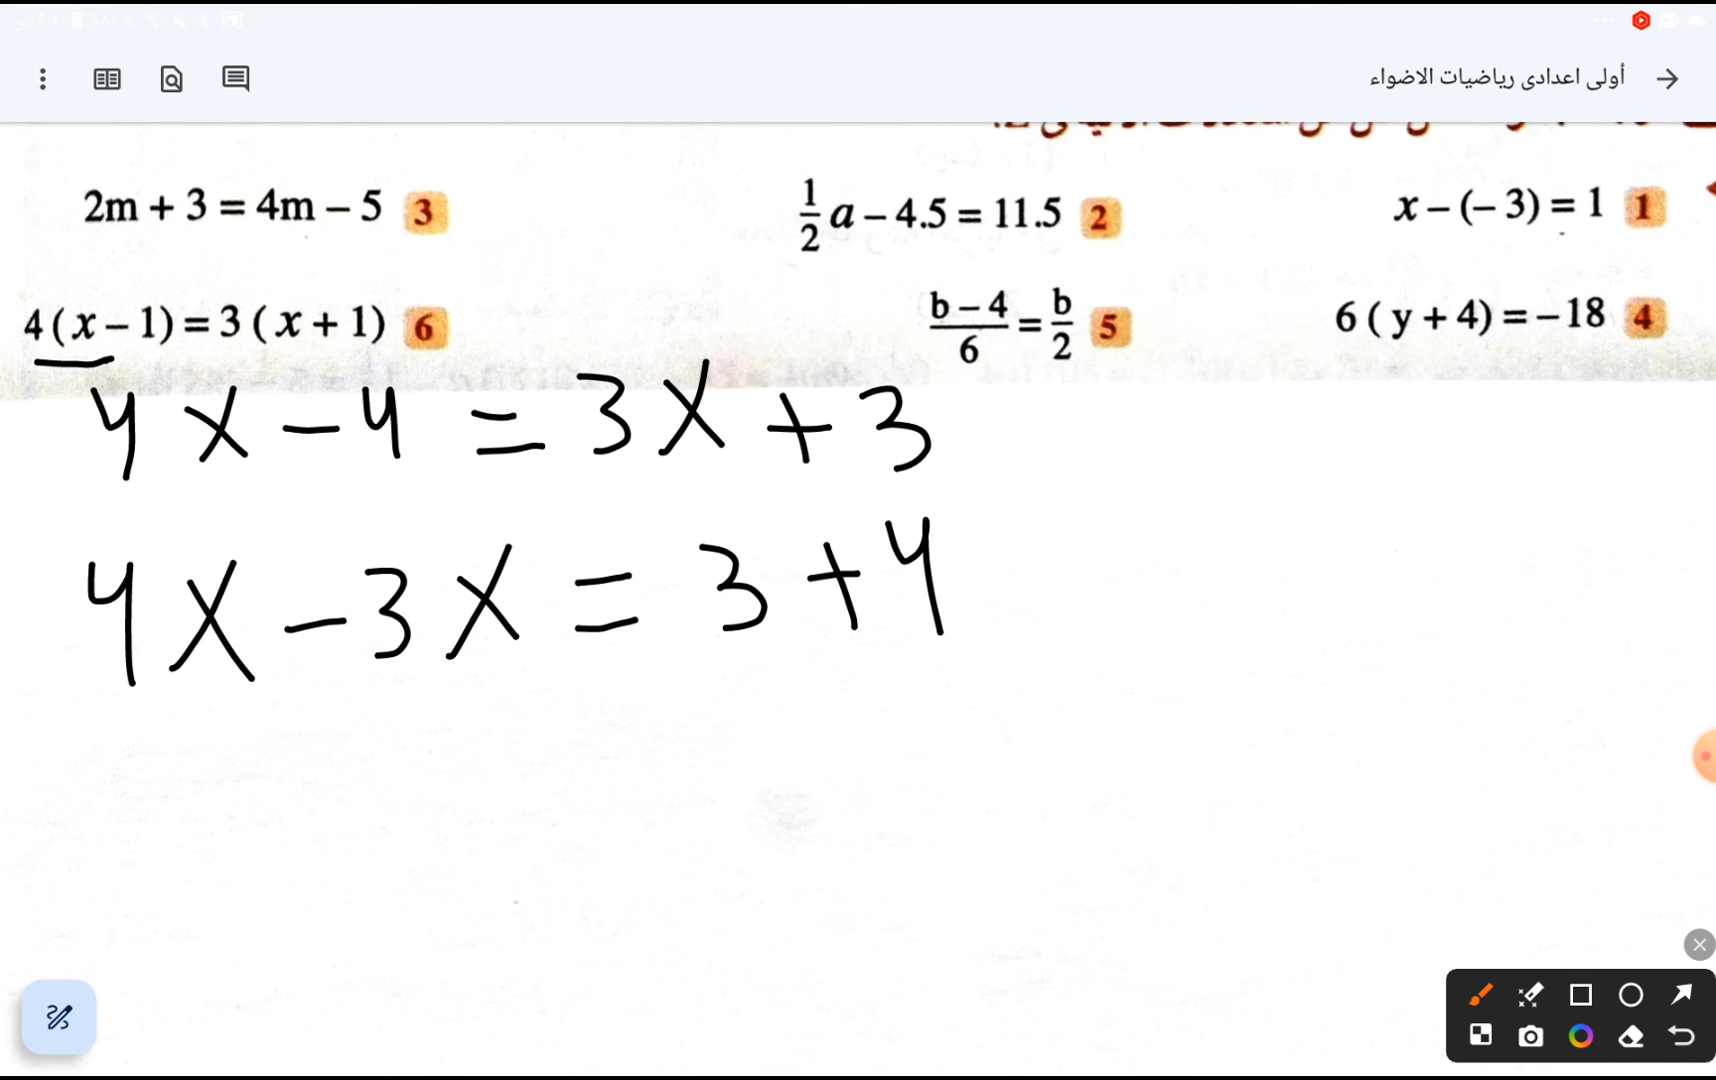 أولى اعدادى رياضيات الاضواء
1 x – (– 3) = 1
2 1/2 a – 4.5 = 11.5
3 2m + 3 = 4m – 5
4 6 ( y + 4) = – 18
5 b – 4/6 = b/2
6 4 ( x – 1) = 3 ( x + 1)
4x – 4 = 3x + 3
4x – 3x = 3 + 4